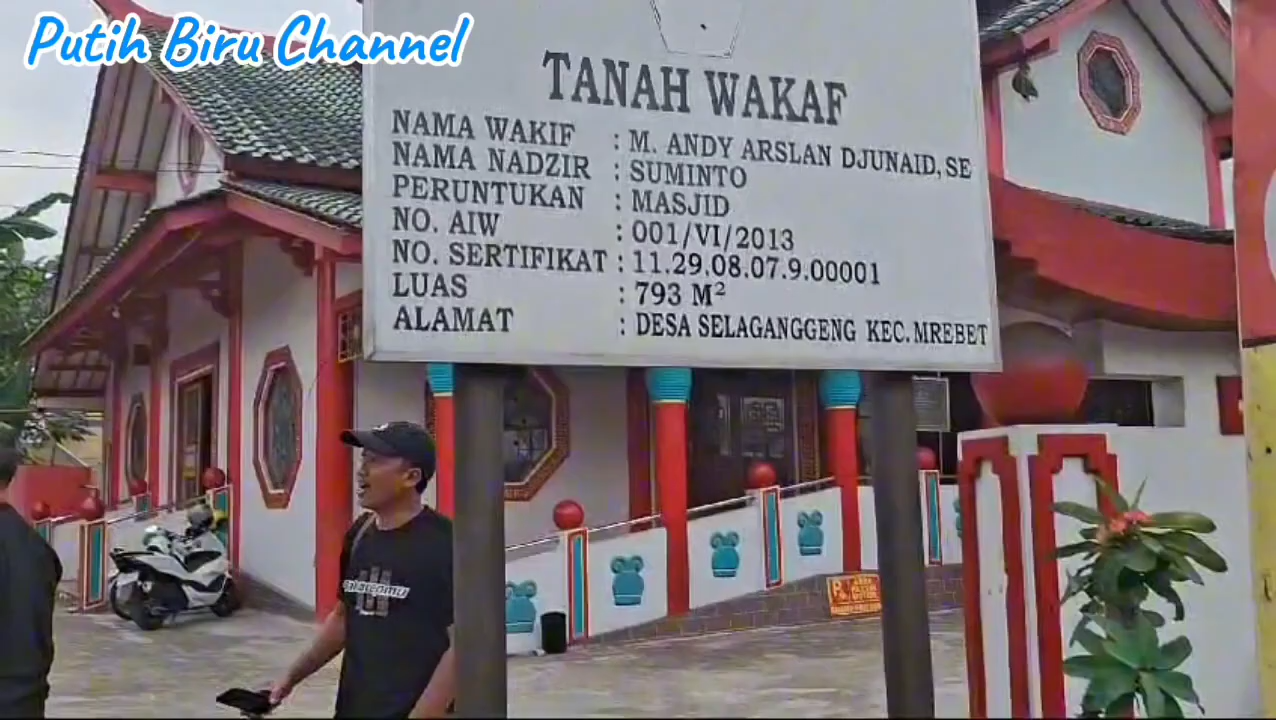 Putih Biru Channel
TANAH WAKAF
NAMA WAKIF : M. ANDY ARSLAN DJUNAID, SE
NAMA NADZIR : SUMINTO
PERUNTUKAN : MASJID
NO. AIW : 001/VI/2013
NO. SERTIFIKAT : 11.29.08.07.9.00001
LUAS : 793 M²
ALAMAT : DESA SELAGANGGENG KEC. MREBET